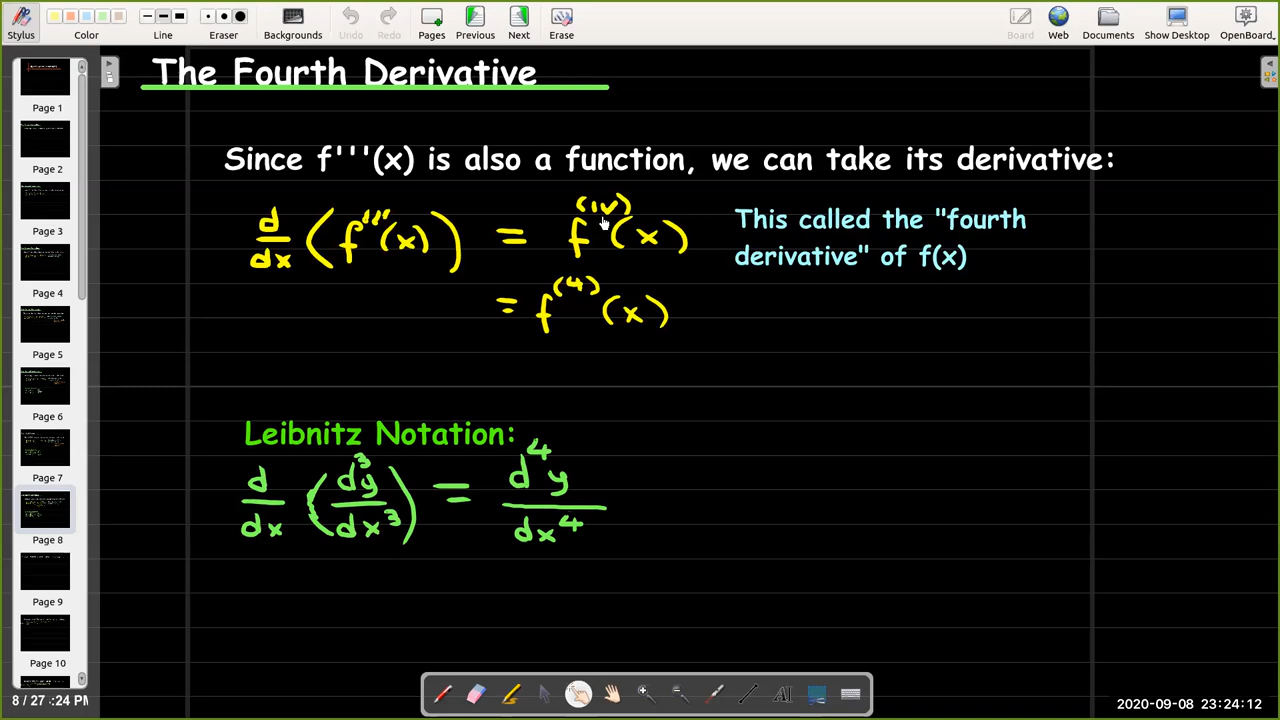 Stylus Color Line Eraser Backgrounds Undo Redo Pages Previous Next Erase Board Web Documents Show Desktop OpenBoard
The Fourth Derivative
Since f'''(x) is also a function, we can take its derivative:
d/dx (f'''(x)) = f^(iv)(x)
= f^(4)(x)
This called the "fourth
derivative" of f(x)
Leibnitz Notation:
d/dx (d³y/dx³) = d⁴y/dx⁴
Page 1
Page 2
Page 3
Page 4
Page 5
Page 6
Page 7
Page 8
Page 9
Page 10
8 / 27
:24 PM
2020-09-08 23:24:12